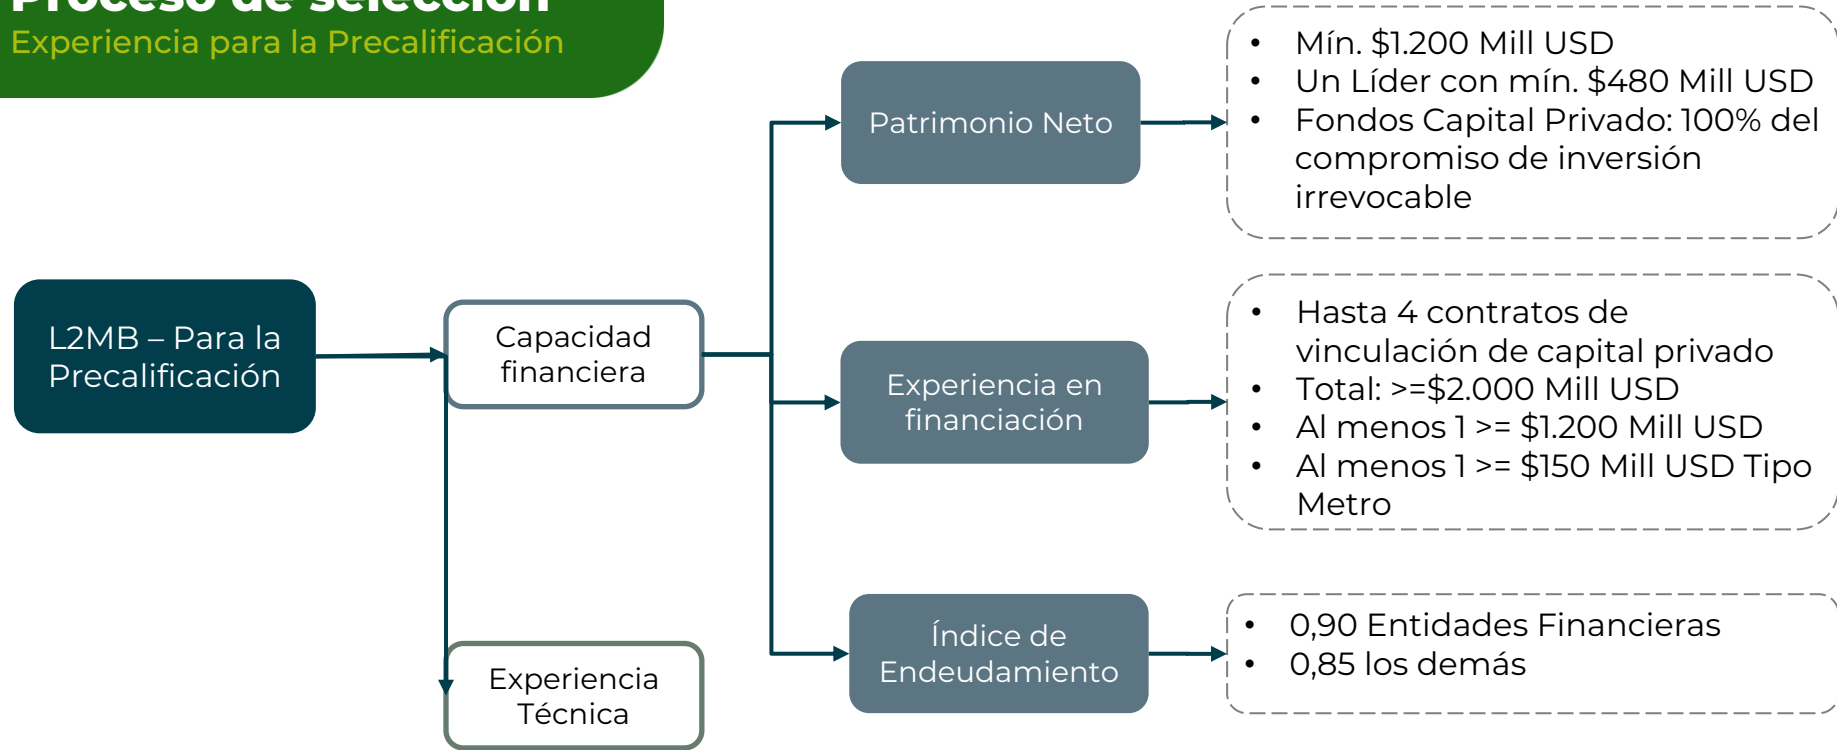 Proceso de selección
Experiencia para la Precalificación
L2MB – Para la
Precalificación
Capacidad
financiera
Experiencia
Técnica
Patrimonio Neto
• Mín. $1.200 Mill USD
• Un Líder con mín. $480 Mill USD
• Fondos Capital Privado: 100% del
compromiso de inversión
irrevocable
Experiencia en
financiación
• Hasta 4 contratos de
vinculación de capital privado
• Total: >=$2.000 Mill USD
• Al menos 1 >= $1.200 Mill USD
• Al menos 1 >= $150 Mill USD Tipo
Metro
Índice de
Endeudamiento
• 0,90 Entidades Financieras
• 0,85 los demás